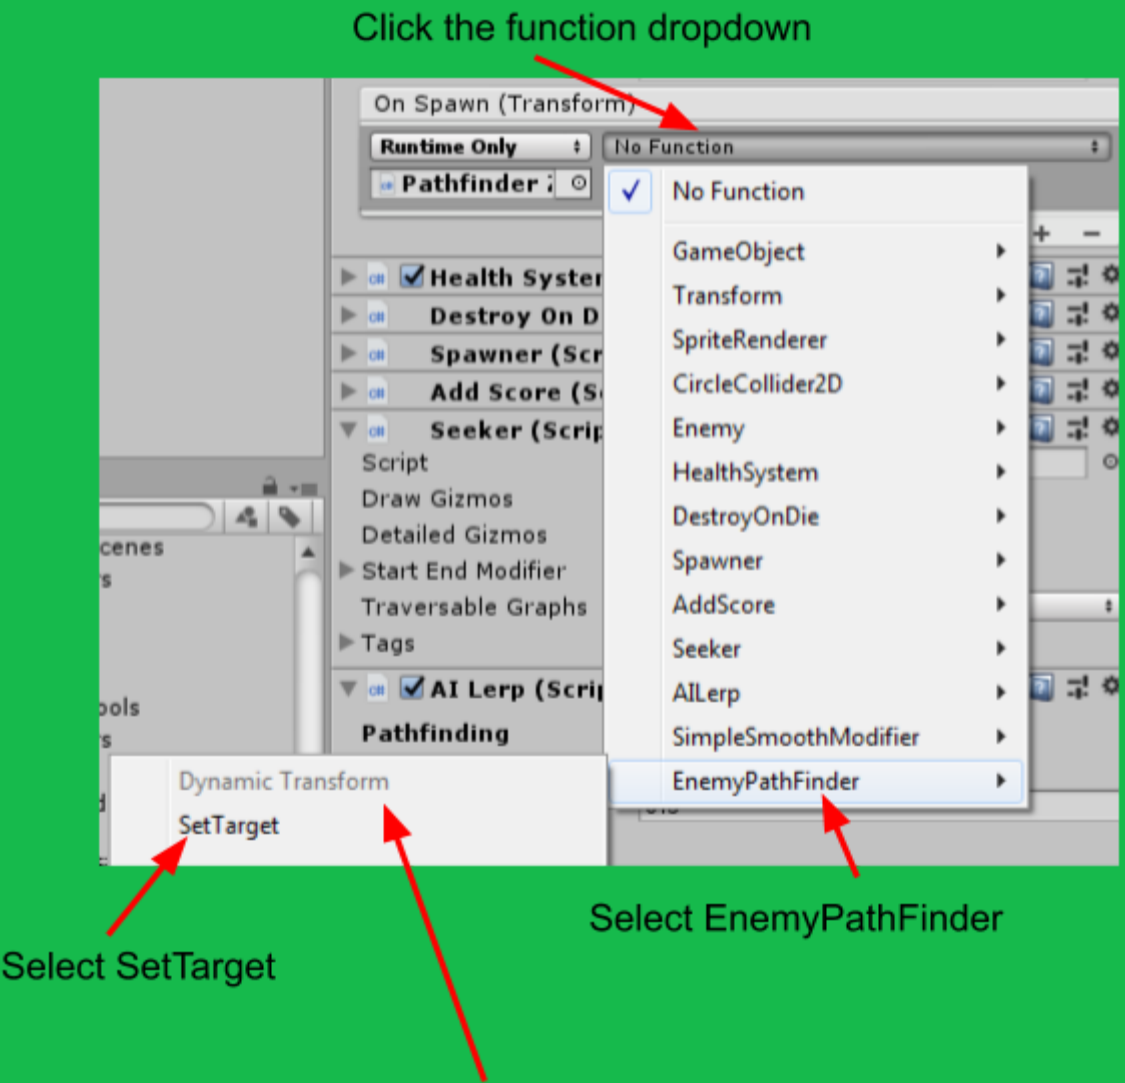 Click the function dropdown
On Spawn (Transform)
Runtime Only
No Function
Pathfinder
No Function
GameObject
Transform
SpriteRenderer
CircleCollider2D
Enemy
HealthSystem
DestroyOnDie
Spawner
AddScore
Seeker
AILerp
SimpleSmoothModifier
EnemyPathFinder
+ −
Health Syster
Destroy On D
Spawner (Scr
Add Score (S
Seeker (Scrip
Script
Draw Gizmos
Detailed Gizmos
Start End Modifier
Traversable Graphs
Tags
AI Lerp (Scrip
Pathfinding
cenes
s
ools
s
d
Dynamic Transform
SetTarget
Select EnemyPathFinder
Select SetTarget